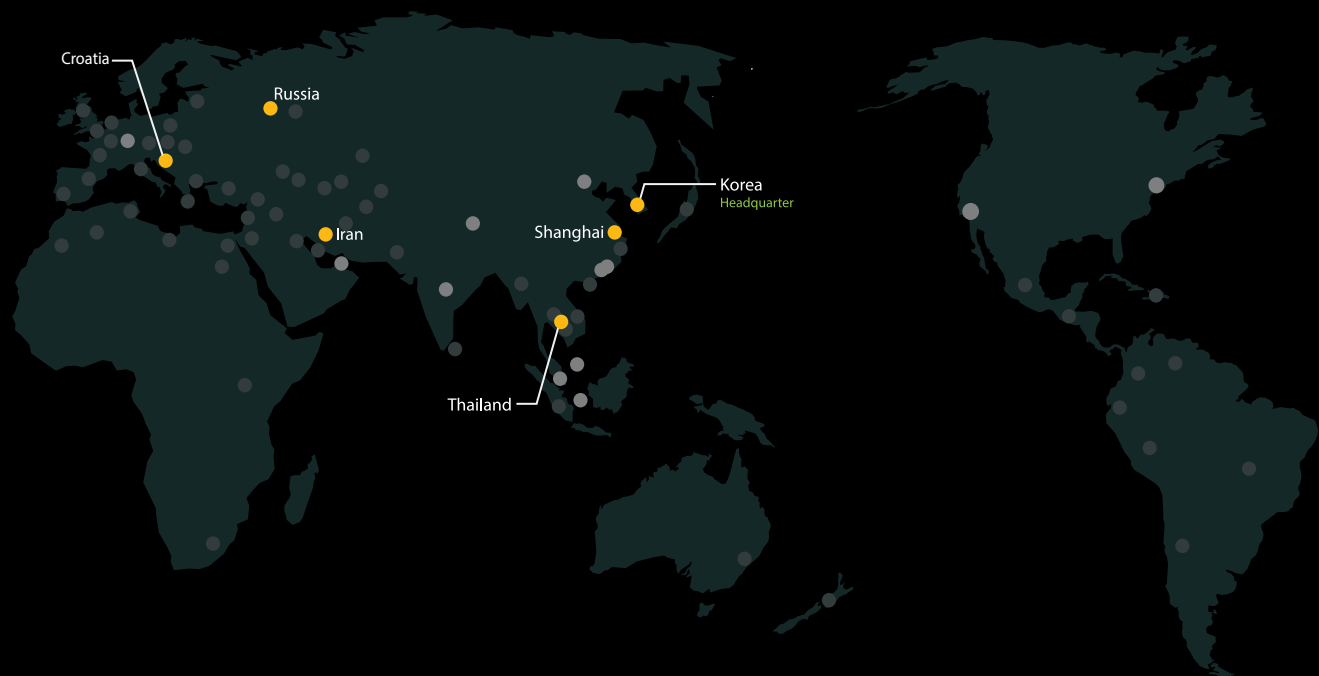 Croatia
Russia
Korea
Headquarter
Shanghai
Iran
Thailand